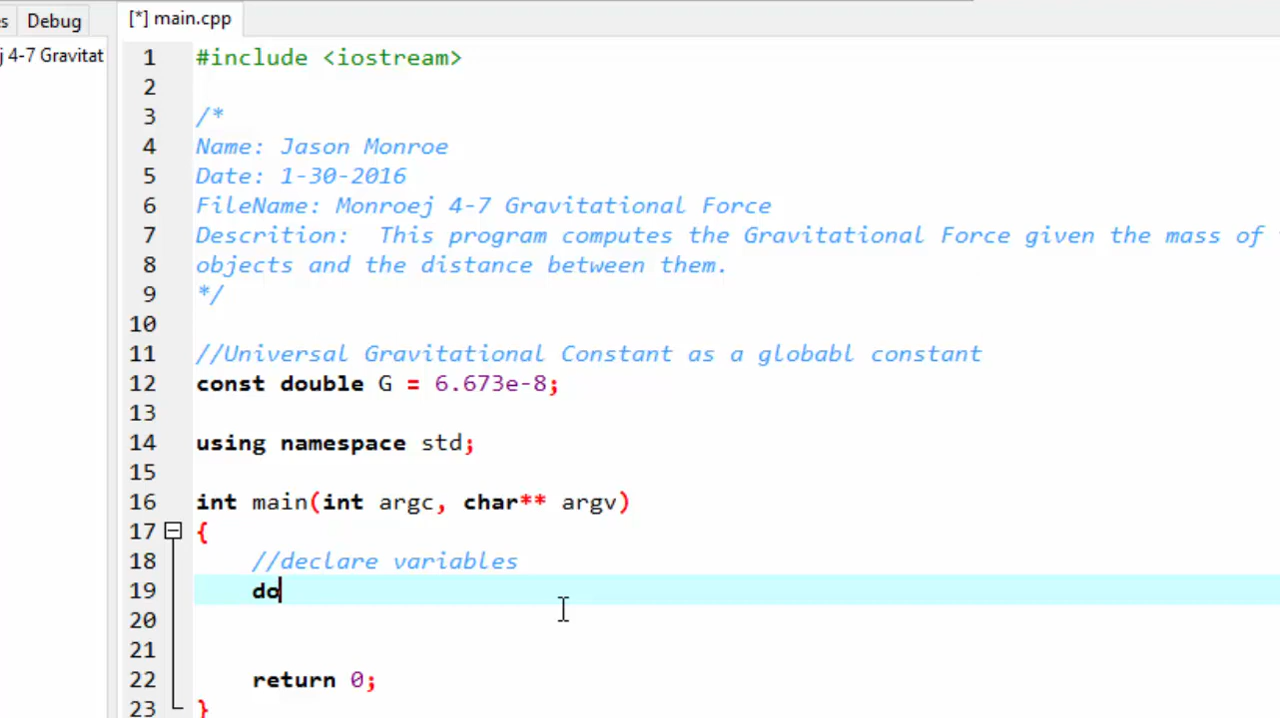 s Debug [*] main.cpp
j 4-7 Gravitat
1 #include <iostream>
2
3 /*
4 Name: Jason Monroe
5 Date: 1-30-2016
6 FileName: Monroej 4-7 Gravitational Force
7 Descrition: This program computes the Gravitational Force given the mass of
8 objects and the distance between them.
9 */
10
11 //Universal Gravitational Constant as a globabl constant
12 const double G = 6.673e-8;
13
14 using namespace std;
15
16 int main(int argc, char** argv)
17 {
18 //declare variables
19 do
20
21
22 return 0;
23 }